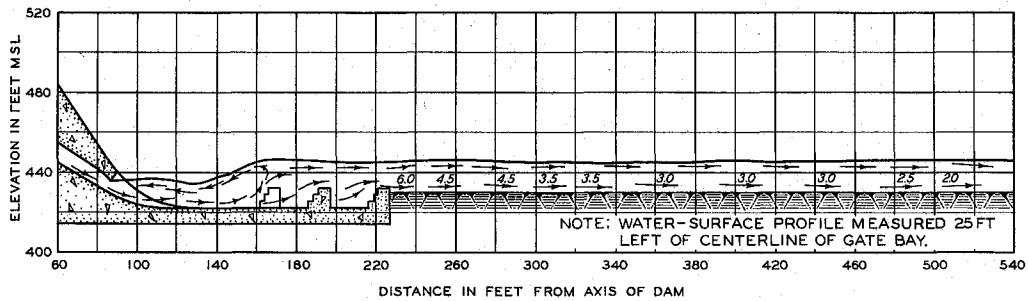 520
480
440
400
ELEVATION IN FEET MSL
6.0 4.5 4.5 3.5 3.5 3.0 3.0 3.0 2.5 2.0
NOTE: WATER-SURFACE PROFILE MEASURED 25 FT
LEFT OF CENTERLINE OF GATE BAY.
60 100 140 180 220 260 300 340 380 420 460 500 540
DISTANCE IN FEET FROM AXIS OF DAM